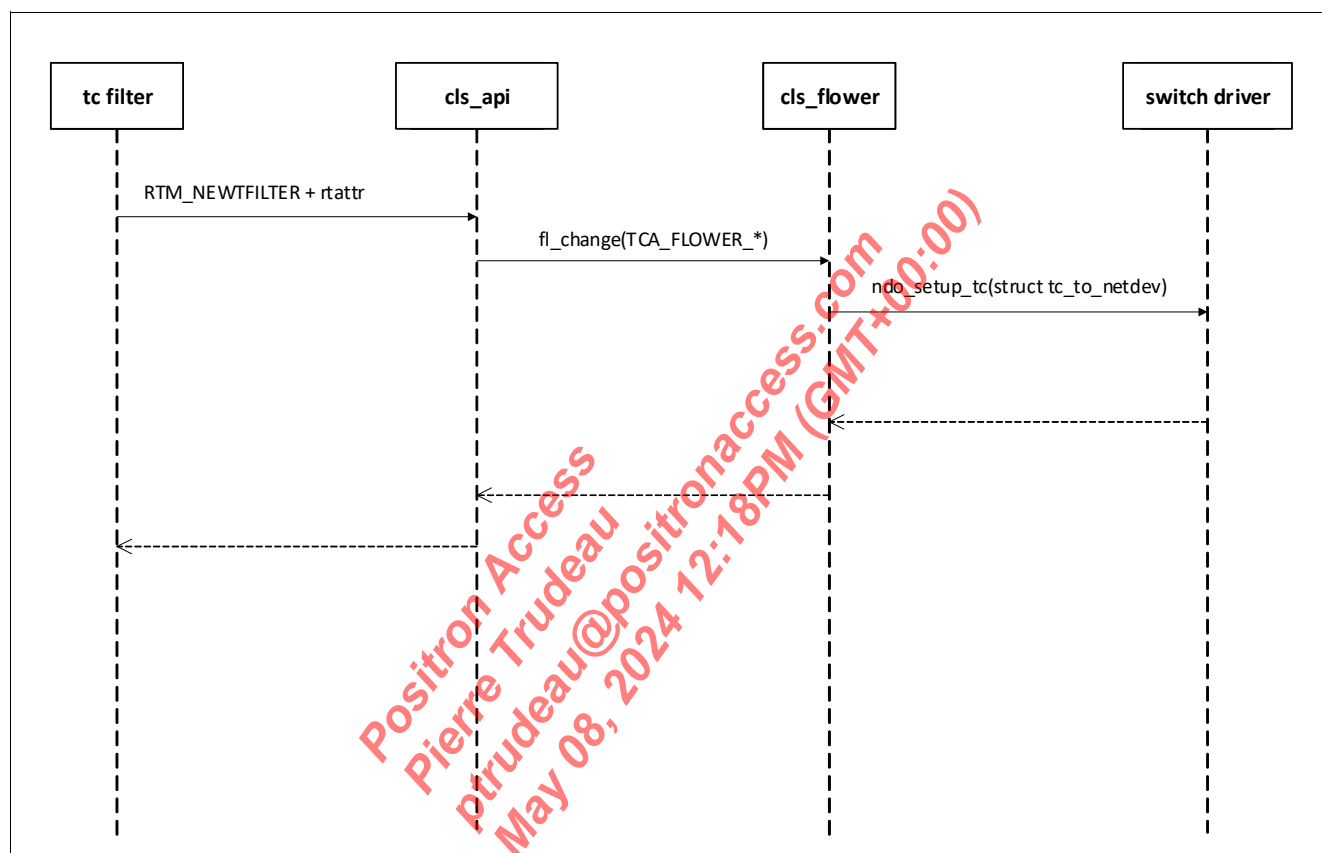 tc filter
cls_api
cls_flower
switch driver
RTM_NEWTFILTER + rtattr
fl_change(TCA_FLOWER_*)
ndo_setup_tc(struct tc_to_netdev)
Positron Access
Pierre Trudeau
ptrudeau@positronaccess.com
May 08, 2024 12:18PM (GMT+00:00)